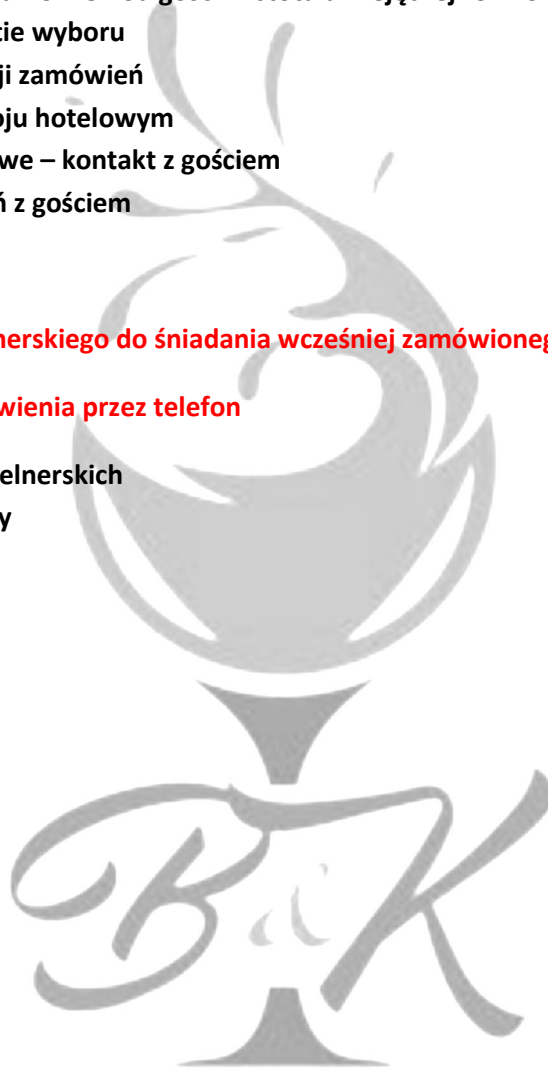 tie wyboru
ji zamówień
oju hotelowym
we – kontakt z gościem
ń z gościem
nerskiego do śniadania wcześniej zamówioneg
wienia przez telefon
elnerskich
y
B&K